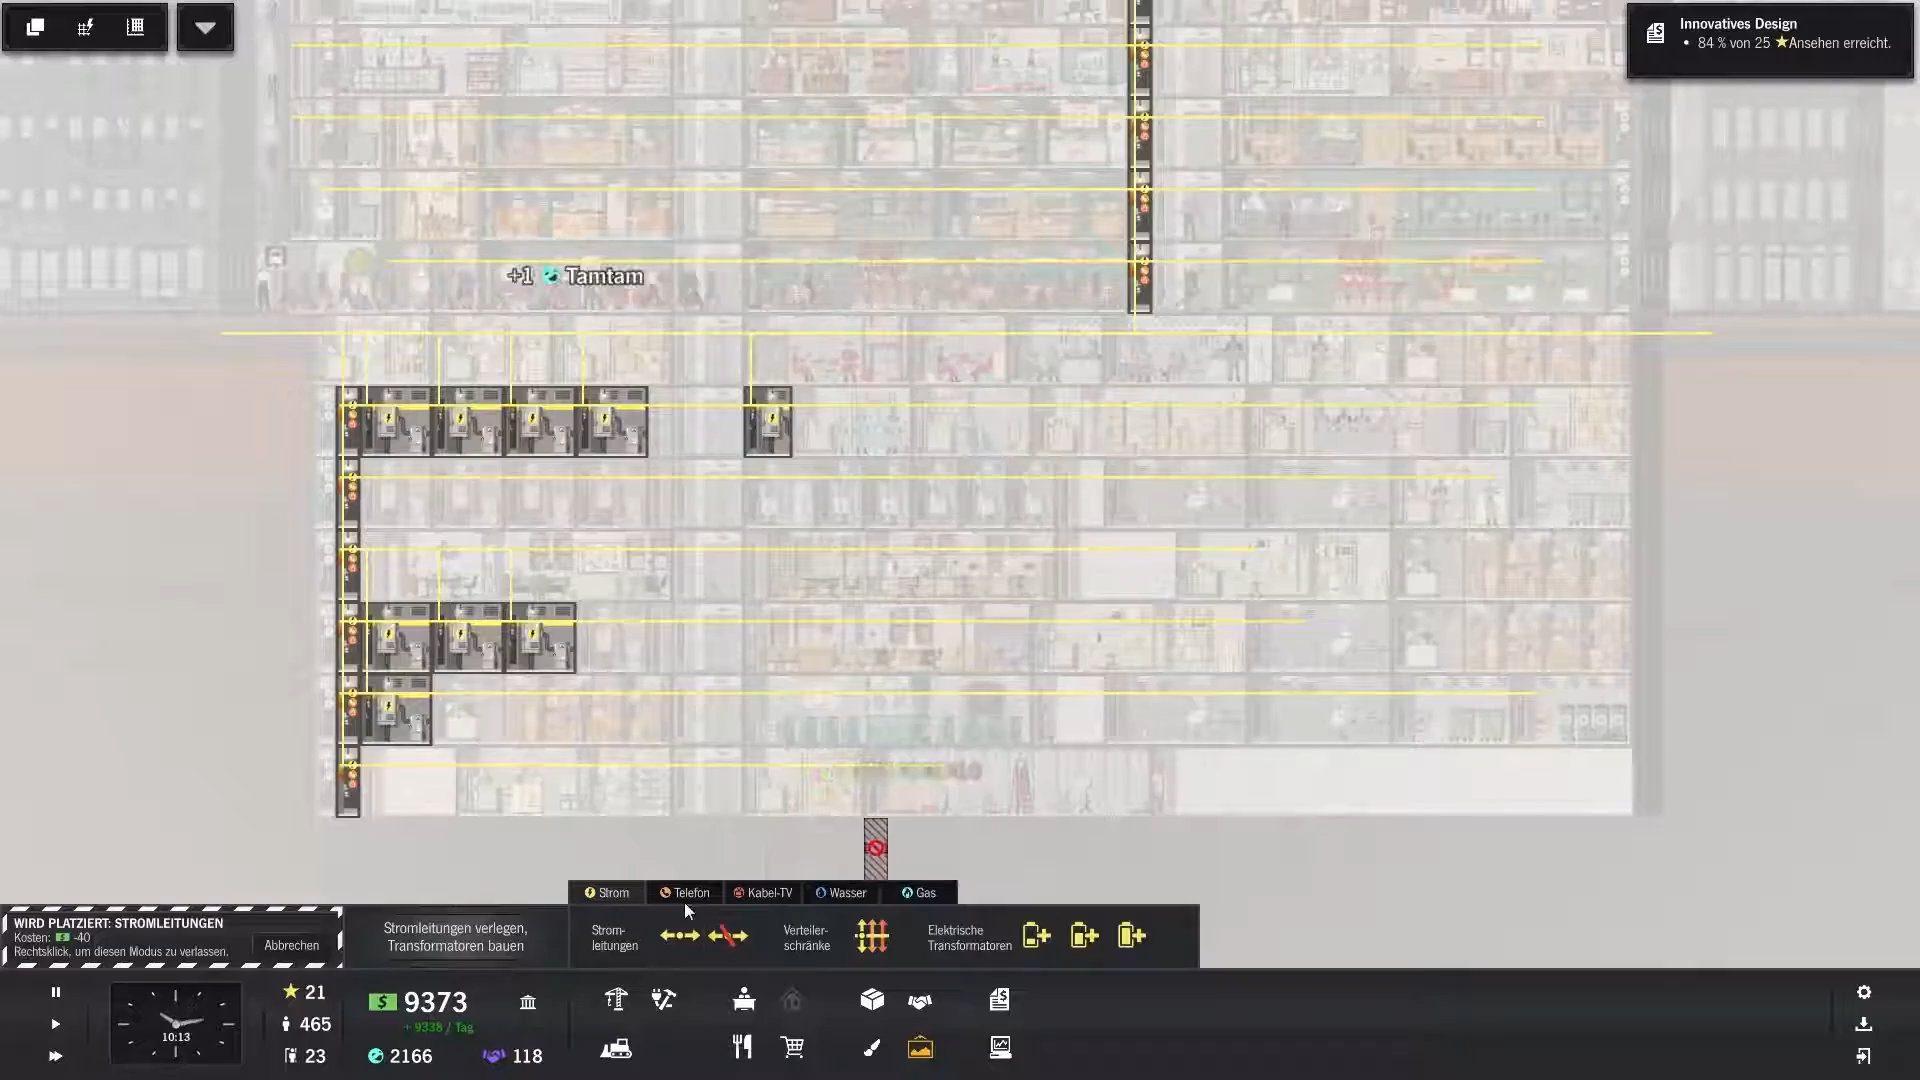 Innovatives Design
• 84 % von 25 Ansehen erreicht.
+1 Tamtam
Strom
Telefon
Kabel-TV
Wasser
Gas
WIRD PLATZIERT: STROMLEITUNGEN
Kosten: -40
Rechtsklick, um diesen Modus zu verlassen.
Abbrechen
Stromleitungen verlegen,
Transformatoren bauen
Strom-
leitungen
Verteiler-
schränke
Elektrische
Transformatoren
10:13
21
465
23
9373
+ 9338 / Tag
2166
118